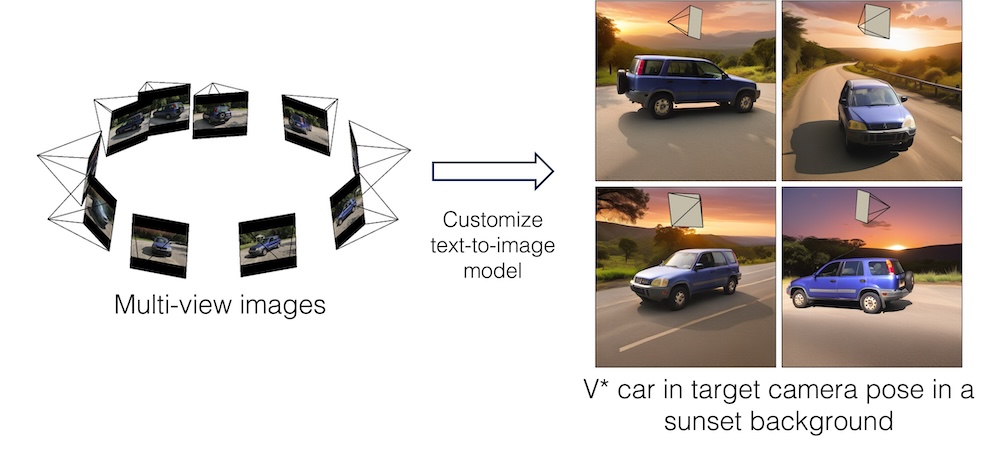 Multi-view images
Customize
text-to-image
model
V* car in target camera pose in a
sunset background